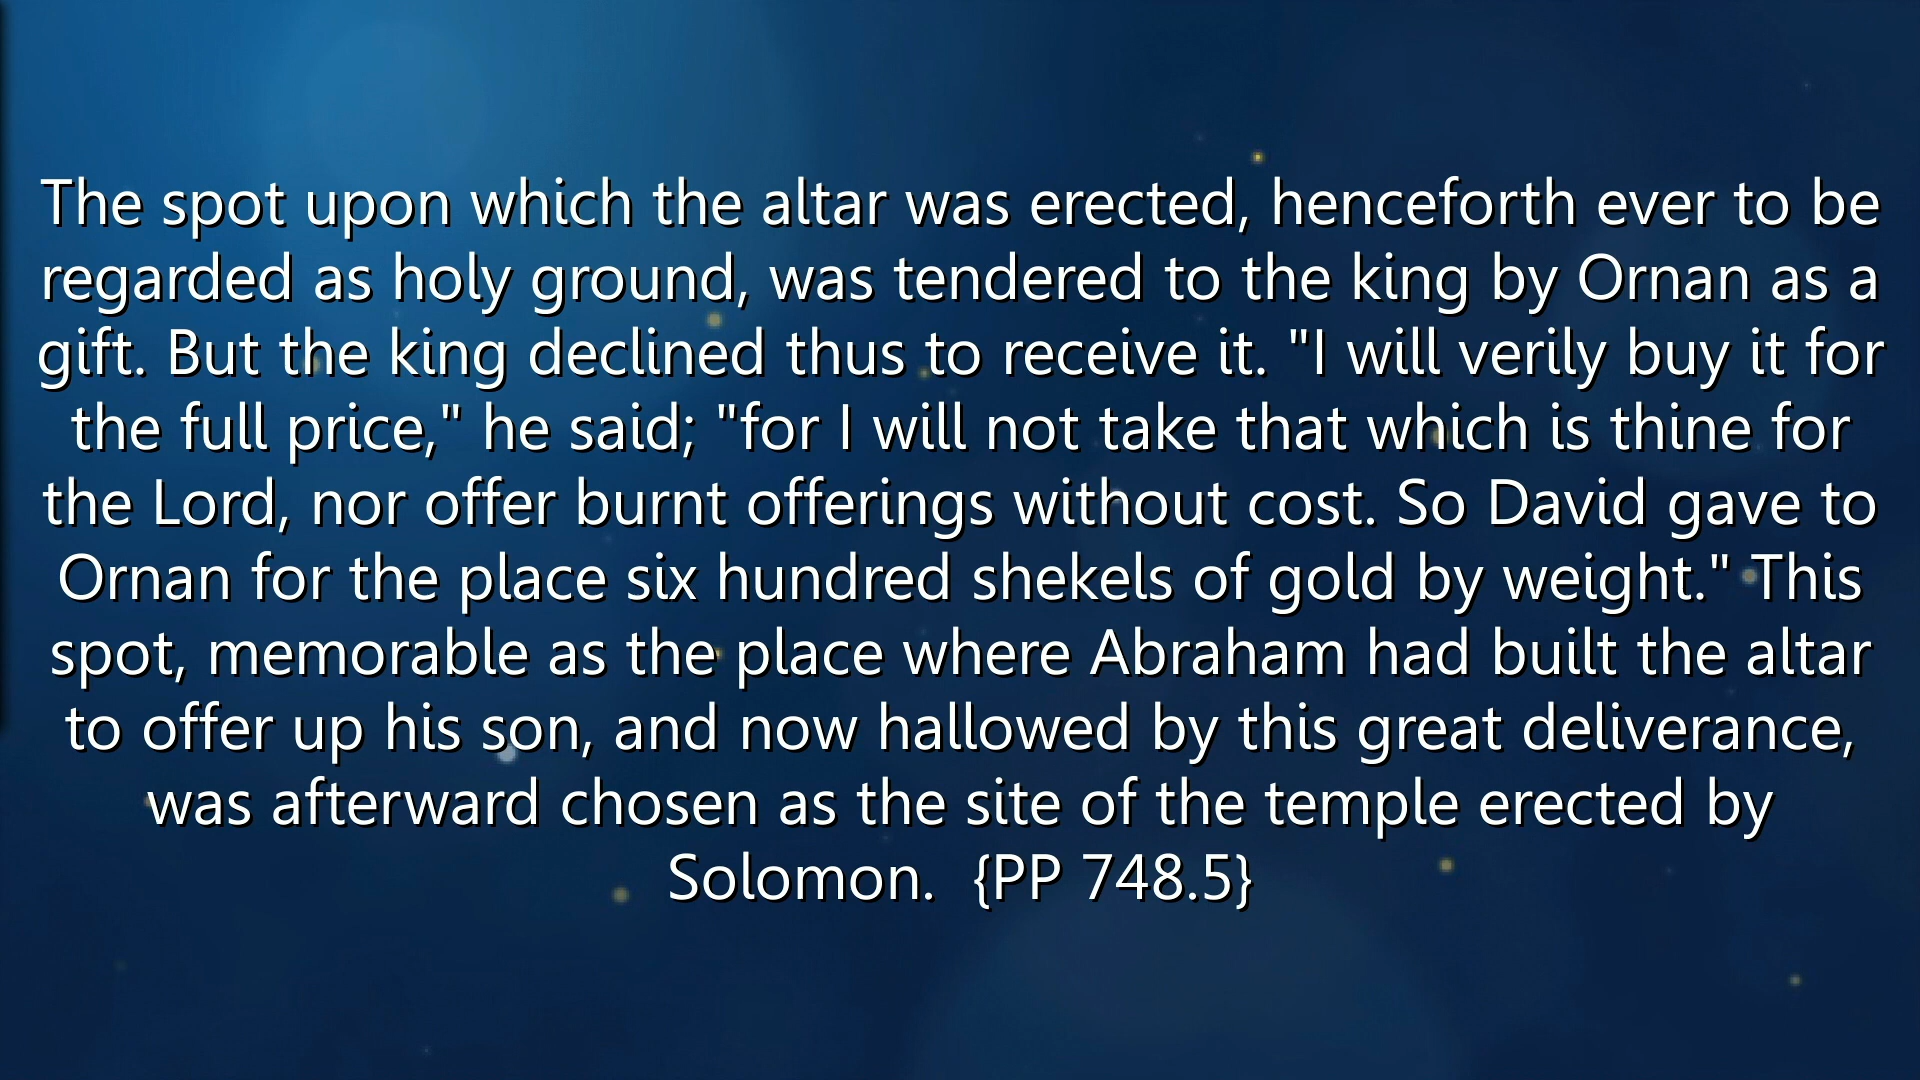 The spot upon which the altar was erected, henceforth ever to be
regarded as holy ground, was tendered to the king by Ornan as a
gift. But the king declined thus to receive it. "I will verily buy it for
the full price," he said; "for I will not take that which is thine for
the Lord, nor offer burnt offerings without cost. So David gave to
Ornan for the place six hundred shekels of gold by weight." This
spot, memorable as the place where Abraham had built the altar
to offer up his son, and now hallowed by this great deliverance,
was afterward chosen as the site of the temple erected by
Solomon.  {PP 748.5}